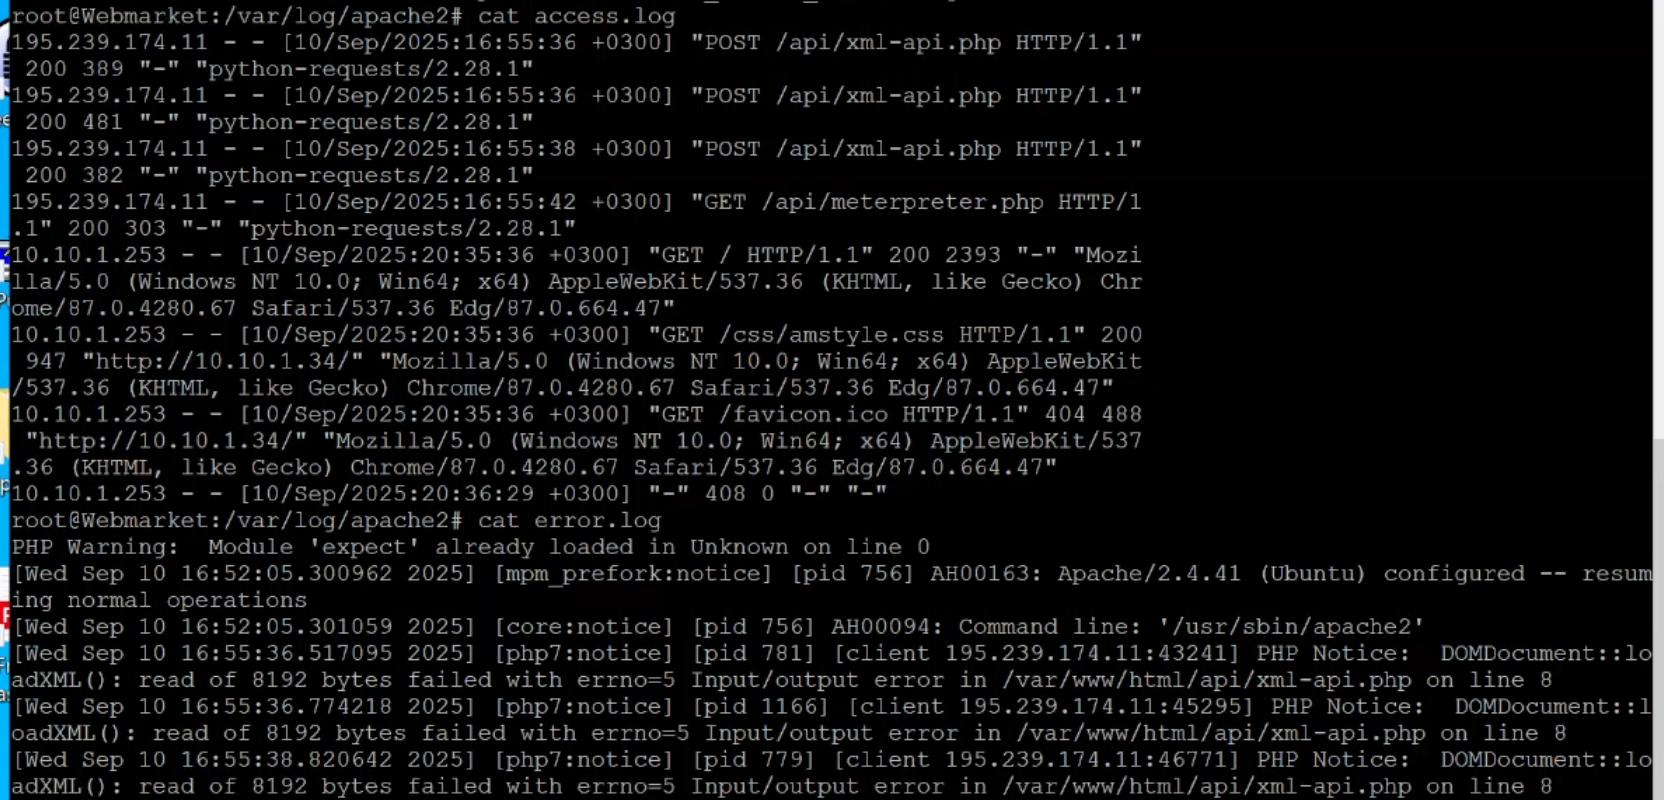 root@Webmarket:/var/log/apache2# cat access.log
195.239.174.11 - - [10/Sep/2025:16:55:36 +0300] "POST /api/xml-api.php HTTP/1.1"
 200 389 "-" "python-requests/2.28.1"
195.239.174.11 - - [10/Sep/2025:16:55:36 +0300] "POST /api/xml-api.php HTTP/1.1"
 200 481 "-" "python-requests/2.28.1"
195.239.174.11 - - [10/Sep/2025:16:55:38 +0300] "POST /api/xml-api.php HTTP/1.1"
 200 382 "-" "python-requests/2.28.1"
195.239.174.11 - - [10/Sep/2025:16:55:42 +0300] "GET /api/meterpreter.php HTTP/1
.1" 200 303 "-" "python-requests/2.28.1"
10.10.1.253 - - [10/Sep/2025:20:35:36 +0300] "GET / HTTP/1.1" 200 2393 "-" "Mozi
lla/5.0 (Windows NT 10.0; Win64; x64) AppleWebKit/537.36 (KHTML, like Gecko) Chr
ome/87.0.4280.67 Safari/537.36 Edg/87.0.664.47"
10.10.1.253 - - [10/Sep/2025:20:35:36 +0300] "GET /css/amstyle.css HTTP/1.1" 200
 947 "http://10.10.1.34/" "Mozilla/5.0 (Windows NT 10.0; Win64; x64) AppleWebKit
/537.36 (KHTML, like Gecko) Chrome/87.0.4280.67 Safari/537.36 Edg/87.0.664.47"
10.10.1.253 - - [10/Sep/2025:20:35:36 +0300] "GET /favicon.ico HTTP/1.1" 404 488
 "http://10.10.1.34/" "Mozilla/5.0 (Windows NT 10.0; Win64; x64) AppleWebKit/537
.36 (KHTML, like Gecko) Chrome/87.0.4280.67 Safari/537.36 Edg/87.0.664.47"
10.10.1.253 - - [10/Sep/2025:20:36:29 +0300] "-" 408 0 "-" "-"
root@Webmarket:/var/log/apache2# cat error.log
PHP Warning:  Module 'expect' already loaded in Unknown on line 0
[Wed Sep 10 16:52:05.300962 2025] [mpm_prefork:notice] [pid 756] AH00163: Apache/2.4.41 (Ubuntu) configured -- resum
ing normal operations
[Wed Sep 10 16:52:05.301059 2025] [core:notice] [pid 756] AH00094: Command line: '/usr/sbin/apache2'
[Wed Sep 10 16:55:36.517095 2025] [php7:notice] [pid 781] [client 195.239.174.11:43241] PHP Notice:  DOMDocument::lo
adXML(): read of 8192 bytes failed with errno=5 Input/output error in /var/www/html/api/xml-api.php on line 8
[Wed Sep 10 16:55:36.774218 2025] [php7:notice] [pid 1166] [client 195.239.174.11:45295] PHP Notice:  DOMDocument::l
oadXML(): read of 8192 bytes failed with errno=5 Input/output error in /var/www/html/api/xml-api.php on line 8
[Wed Sep 10 16:55:38.820642 2025] [php7:notice] [pid 779] [client 195.239.174.11:46771] PHP Notice:  DOMDocument::lo
adXML(): read of 8192 bytes failed with errno=5 Input/output error in /var/www/html/api/xml-api.php on line 8